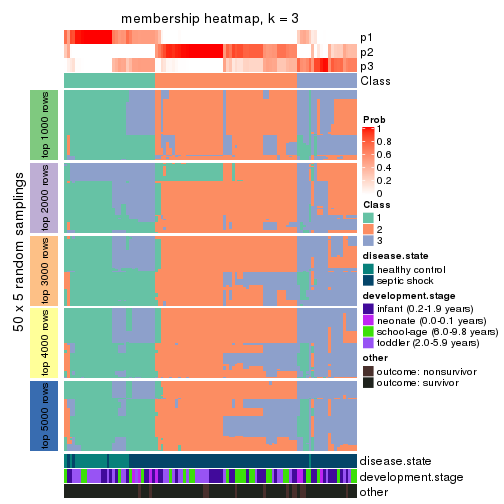 membership heatmap, k = 3
p1
p2
p3
Class
50 x 5 random samplings
top 1000 rows
top 2000 rows
top 3000 rows
top 4000 rows
top 5000 rows
Prob
1
0.8
0.6
0.4
0.2
0
Class
1
2
3
disease.state
healthy control
septic shock
development.stage
infant (0.2-1.9 years)
neonate (0.0-0.1 years)
school-age (6.0-9.8 years)
toddler (2.0-5.9 years)
other
outcome: nonsurvivor
outcome: survivor
disease.state
development.stage
other